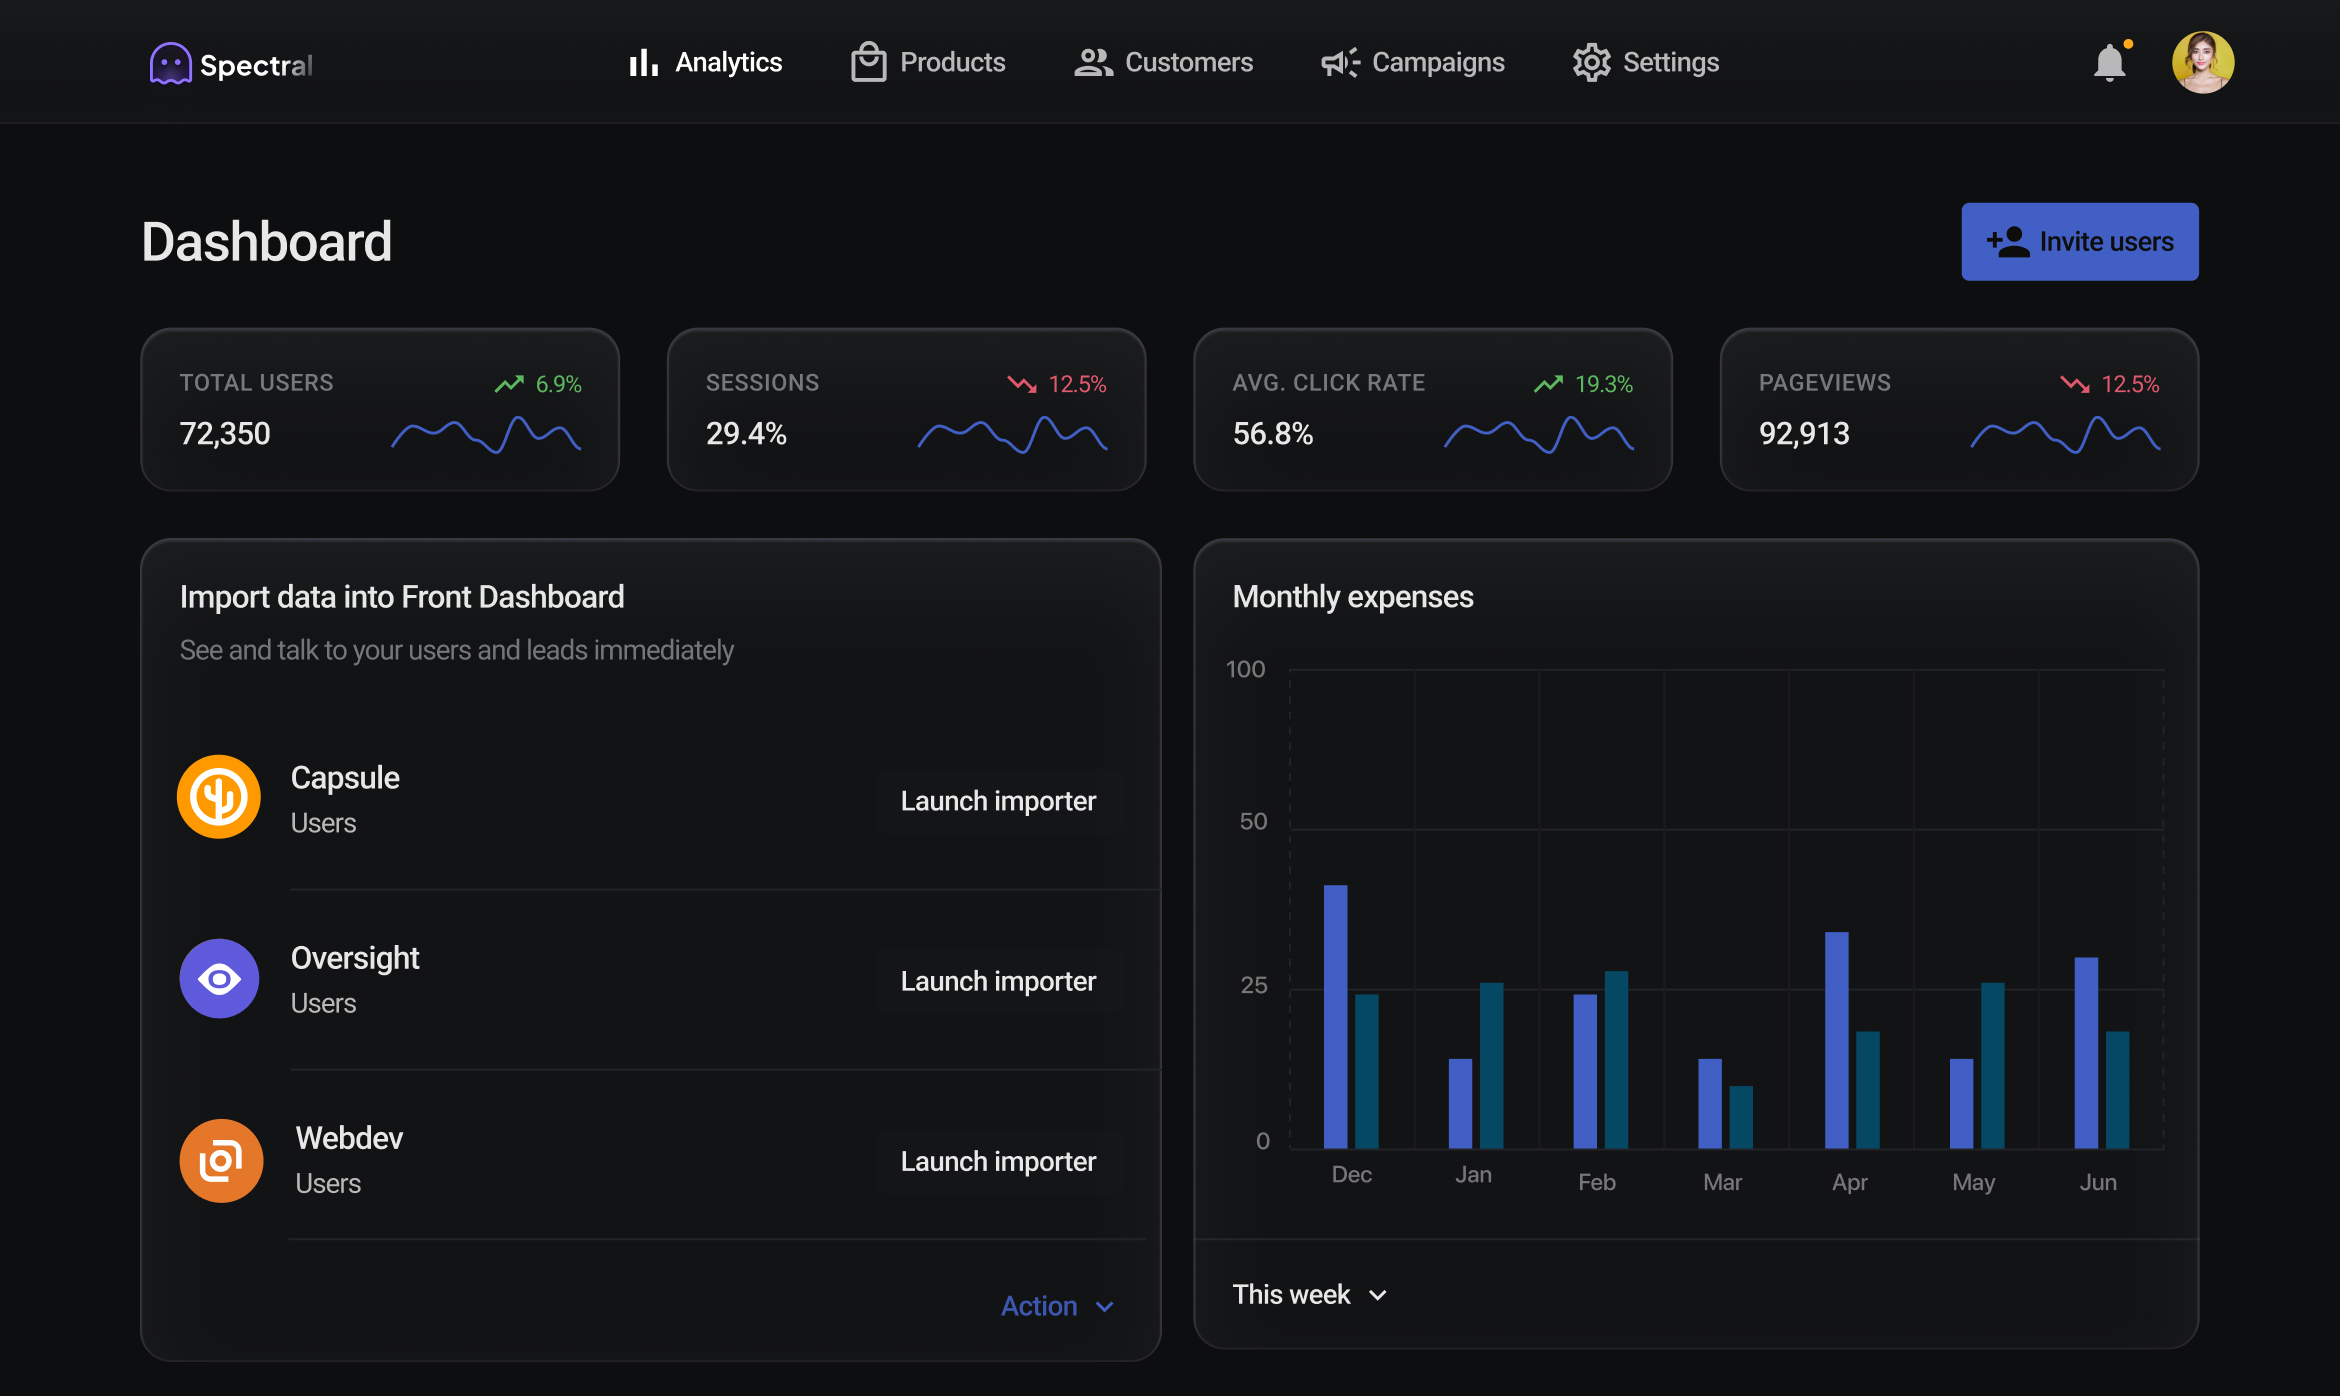 Spectral
Analytics
Products
Customers
Campaigns
Settings
Dashboard
Invite users
TOTAL USERS
6.9%
72,350
SESSIONS
12.5%
29.4%
AVG. CLICK RATE
19.3%
56.8%
PAGEVIEWS
12.5%
92,913
Import data into Front Dashboard
See and talk to your users and leads immediately
Capsule
Users
Launch importer
Oversight
Users
Launch importer
Webdev
Users
Launch importer
Action
Monthly expenses
100
50
25
0
Dec
Jan
Feb
Mar
Apr
May
Jun
This week